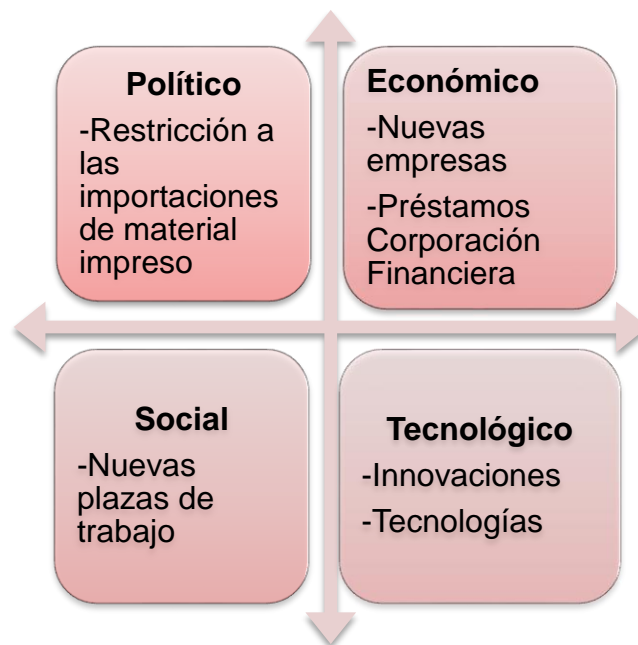 Político
-Restricción a
las
importaciones
de material
impreso
Económico
-Nuevas
empresas
-Préstamos
Corporación
Financiera
Social
-Nuevas
plazas de
trabajo
Tecnológico
-Innovaciones
-Tecnologías